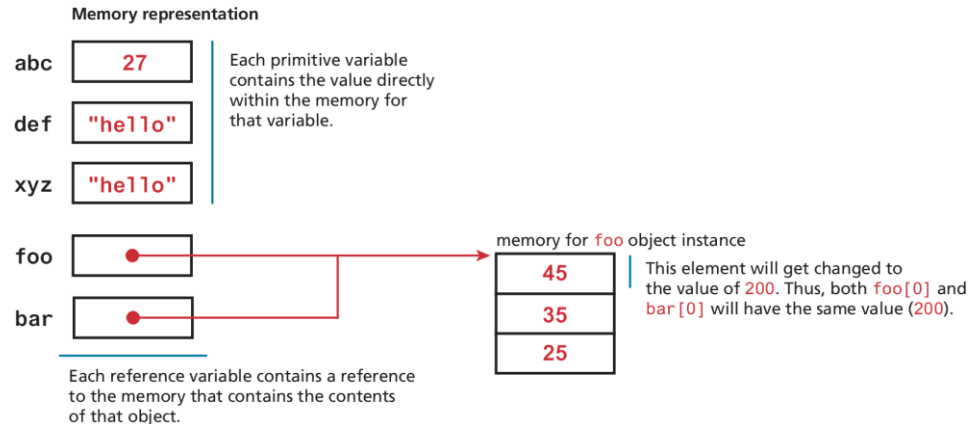 Memory representation
abc
27
Each primitive variable
contains the value directly
within the memory for
that variable.
def
"hello"
xyz
"hello"
foo
bar
memory for foo object instance
45
35
25
This element will get changed to
the value of 200. Thus, both foo[0] and
bar[0] will have the same value (200).
Each reference variable contains a reference
to the memory that contains the contents
of that object.